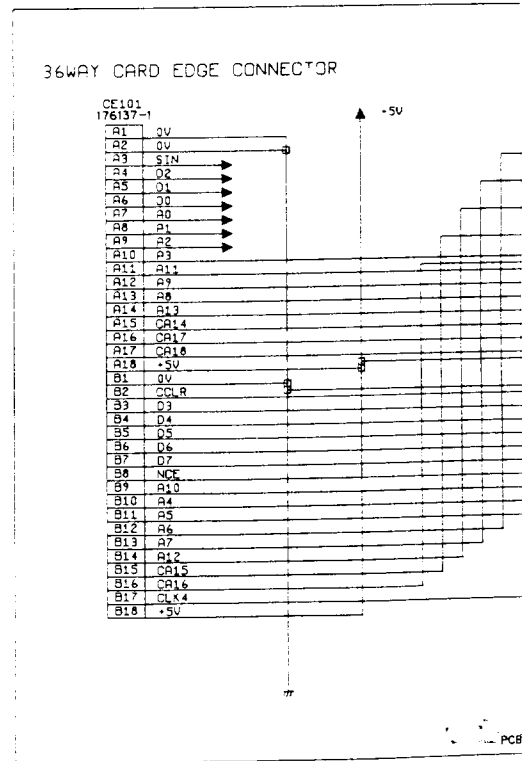 36WAY CARD EDGE CONNECTOR
CE101
176137-1
+5V
A1 0V
A2 0V
A3 SIN
A4 D2
A5 D1
A6 D0
A7 A0
A8 A1
A9 A2
A10 A3
A11 A11
A12 A9
A13 A8
A14 A13
A15 CA14
A16 CA17
A17 CA18
A18 +5V
B1 0V
B2 CCLR
B3 D3
B4 D4
B5 D5
B6 D6
B7 D7
B8 NCE
B9 A10
B10 A4
B11 A5
B12 A6
B13 A7
B14 A12
B15 CA15
B16 CA16
B17 CLK4
B18 +5V
PCB